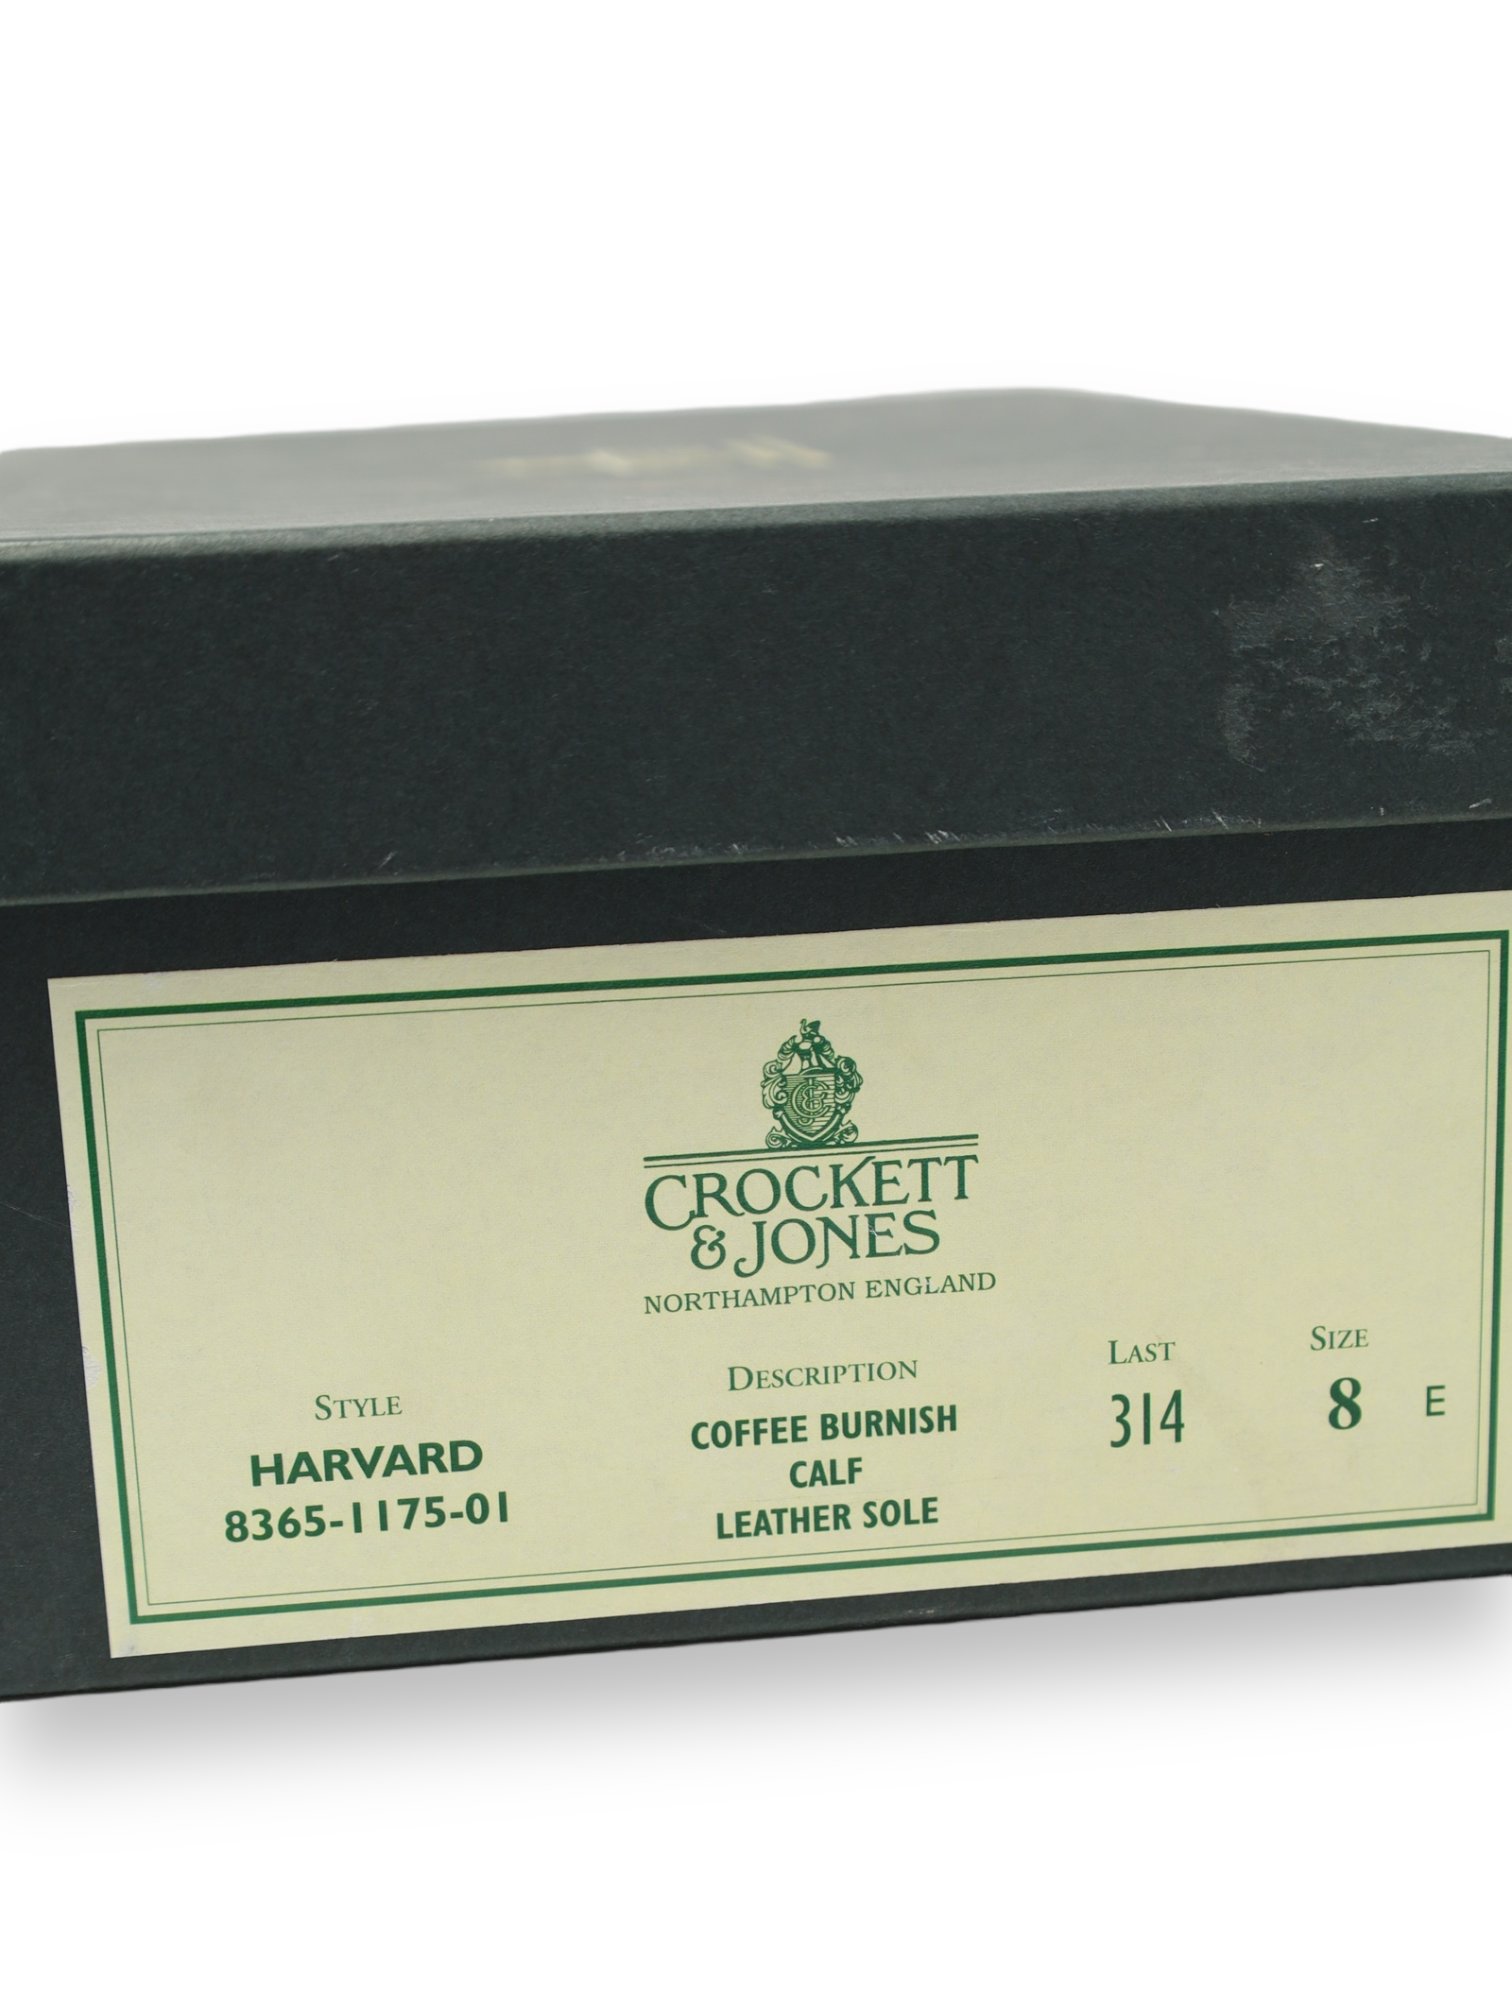 CROCKETT
& JONES
NORTHAMPTON ENGLAND
STYLE
HARVARD
8365-1175-01
DESCRIPTION
COFFEE BURNISH
CALF
LEATHER SOLE
LAST
314
SIZE
8 E